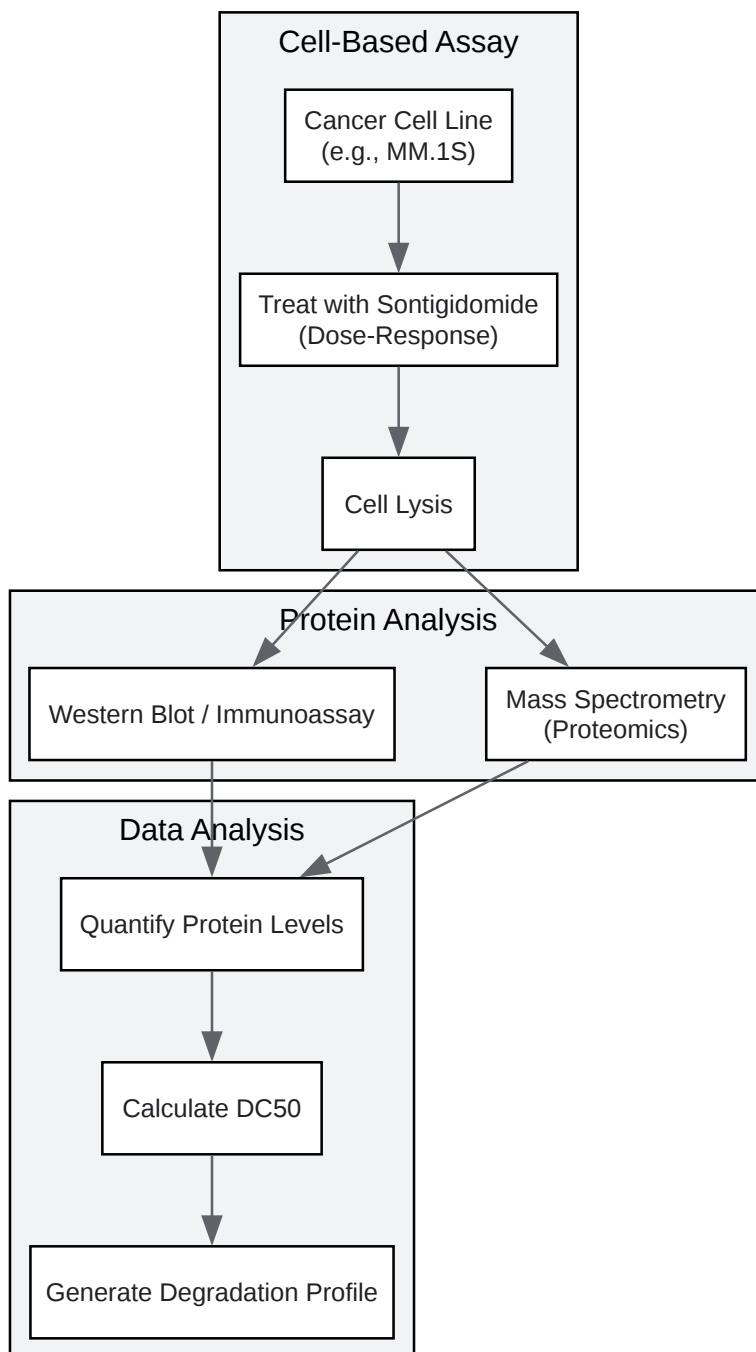 Cell-Based Assay
Cancer Cell Line
(e.g., MM.1S)
Treat with Sontigidomide
(Dose-Response)
Cell Lysis
Protein Analysis
Western Blot / Immunoassay
Mass Spectrometry
(Proteomics)
Data Analysis
Quantify Protein Levels
Calculate DC50
Generate Degradation Profile